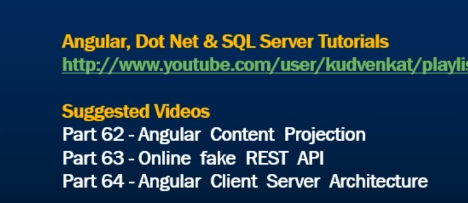 Angular, Dot Net & SQL Server Tutorials
http://www.youtube.com/user/kudvenkat/playlis
Suggested Videos
Part 62 - Angular Content Projection
Part 63 - Online fake REST API
Part 64 - Angular Client Server Architecture